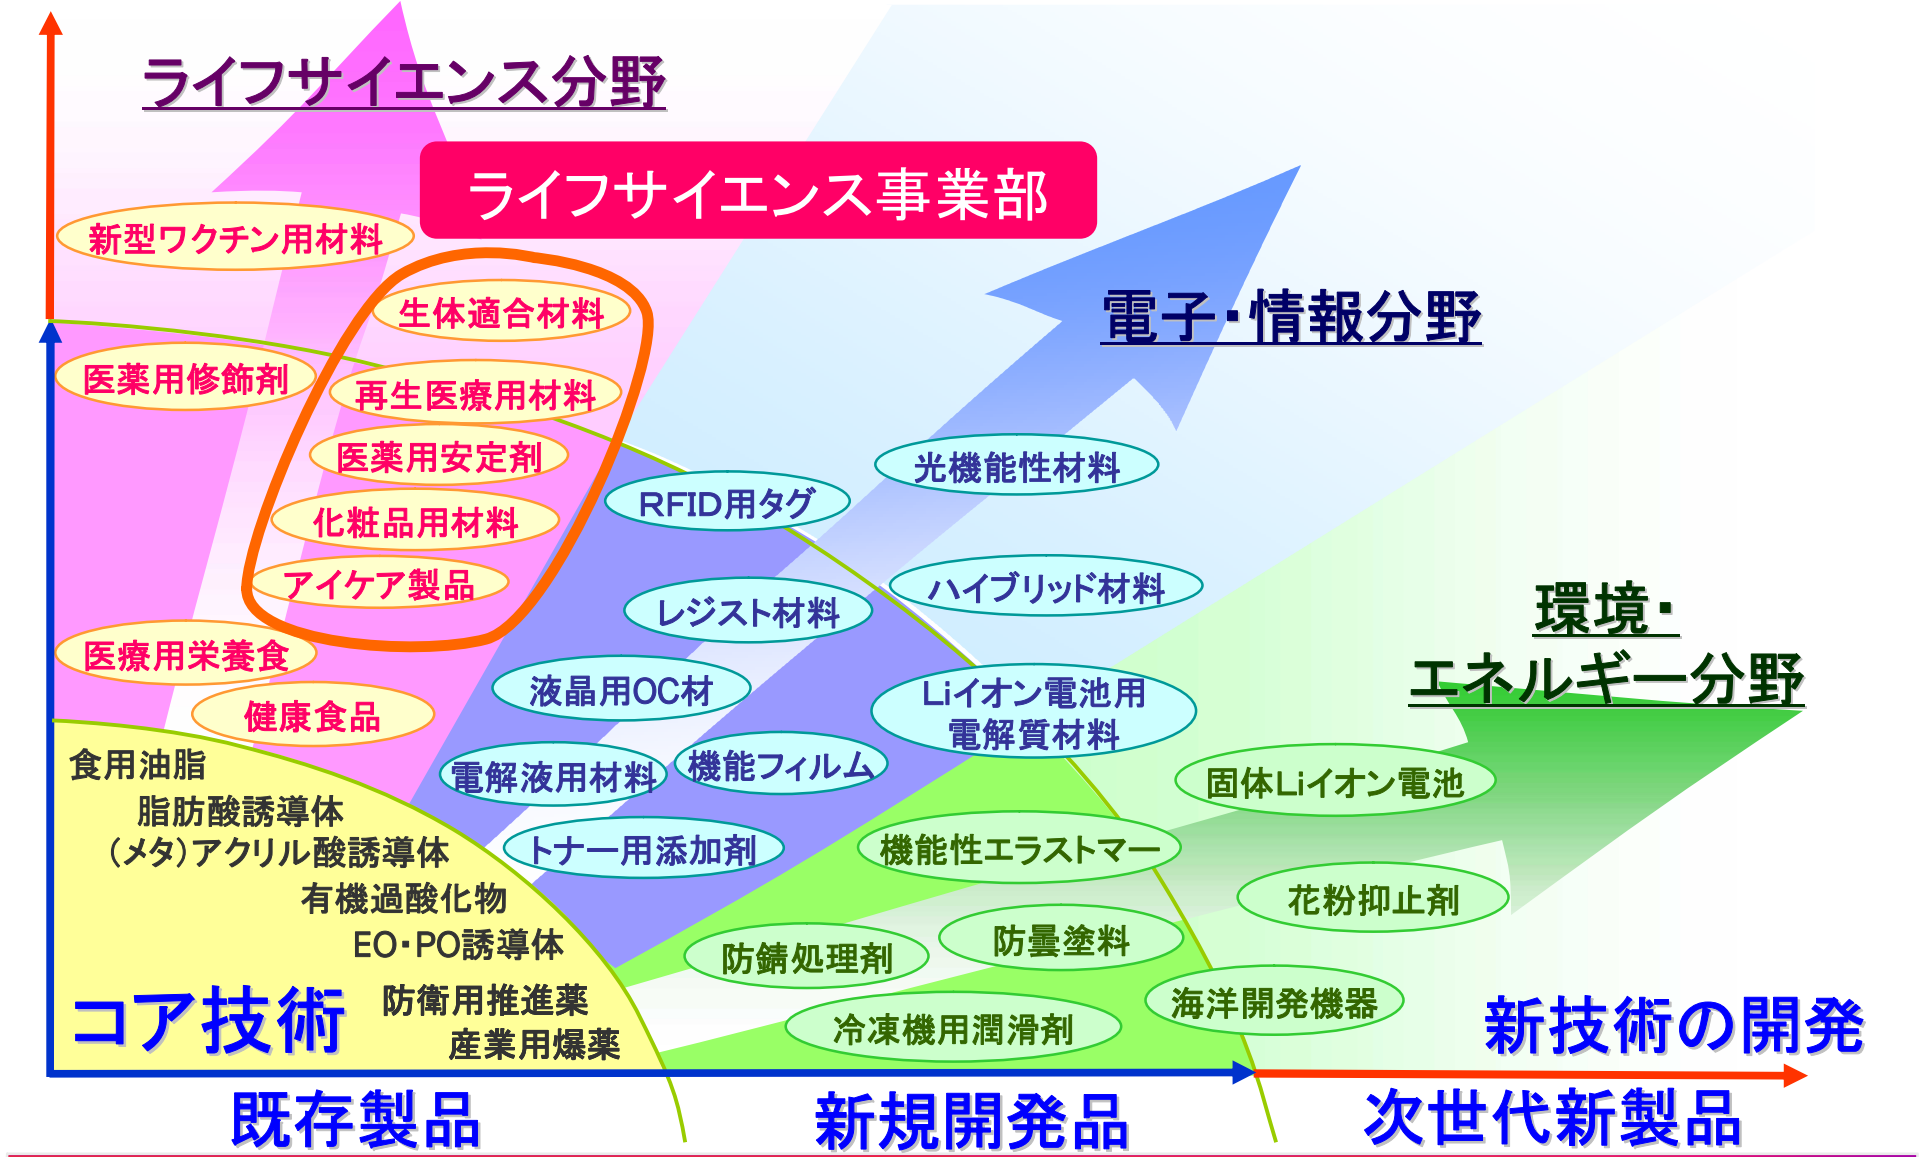 ライフサイエンス分野
ライフサイエンス事業部
新型ワクチン用材料
生体適合材料
電子・情報分野
医薬用修飾剤
再生医療用材料
医薬用安定剤
光機能性材料
RFID用タグ
化粧品用材料
アイケア製品
ハイブリッド材料
レジスト材料
環境・
エネルギー分野
医療用栄養食
液晶用OC材
Liイオン電池用
電解質材料
健康食品
食用油脂
電解液用材料
機能フィルム
固体Liイオン電池
脂肪酸誘導体
(メタ)アクリル酸誘導体
トナー用添加剤
機能性エラストマー
有機過酸化物
花粉抑止剤
EO・PO誘導体
防錆処理剤
防曇塗料
コア技術
防衛用推進薬
産業用爆薬
冷凍機用潤滑剤
海洋開発機器
新技術の開発
既存製品
新規開発品
次世代新製品